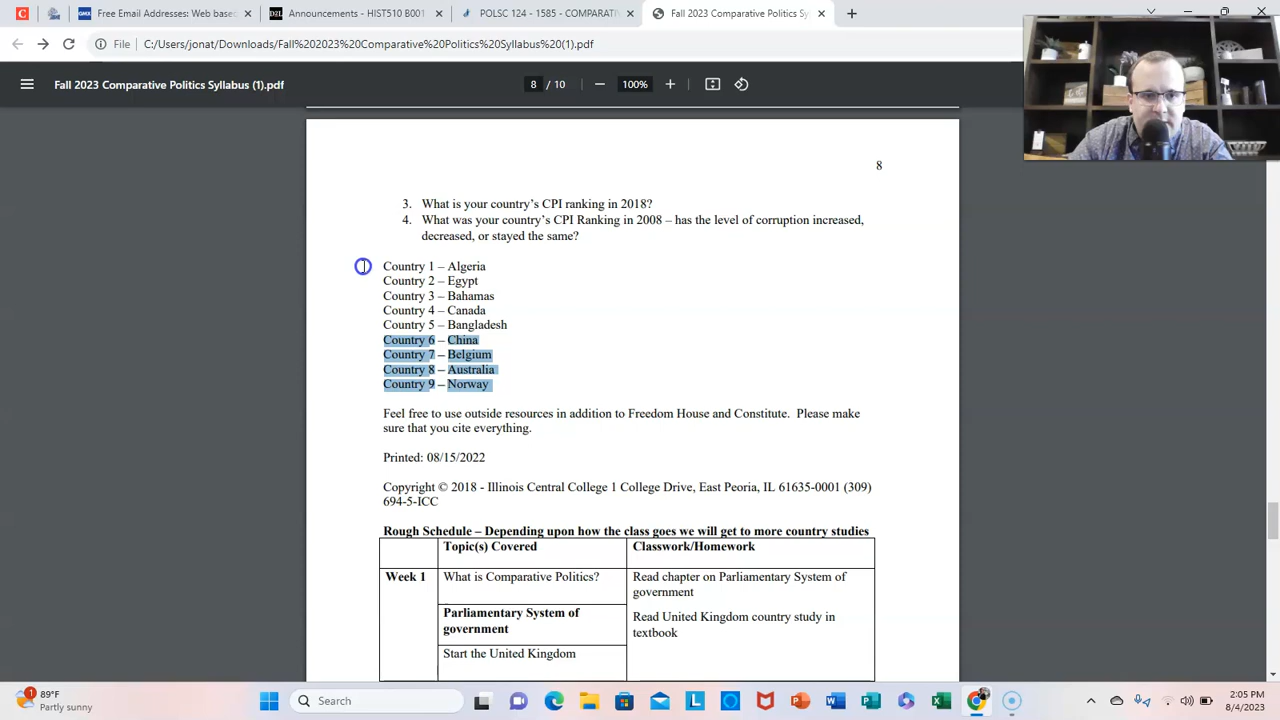 Free Email Addresses: Web based
Announcements - HIST510 B001
POLSC 124 - 1585 - COMPARATI
Fall 2023 Comparative Politics Sy
File C:/Users/jonat/Downloads/Fall%202023%20Comparative%20Politics%20Syllabus%20(1).pdf
Fall 2023 Comparative Politics Syllabus (1).pdf
8 / 10
100%
8
3. What is your country's CPI ranking in 2018?
4. What was your country's CPI Ranking in 2008 – has the level of corruption increased,
decreased, or stayed the same?
Country 1 – Algeria
Country 2 – Egypt
Country 3 – Bahamas
Country 4 – Canada
Country 5 – Bangladesh
Country 6 – China
Country 7 – Belgium
Country 8 – Australia
Country 9 – Norway
Feel free to use outside resources in addition to Freedom House and Constitute. Please make
sure that you cite everything.
Printed: 08/15/2022
Copyright © 2018 - Illinois Central College 1 College Drive, East Peoria, IL 61635-0001 (309)
694-5-ICC
Rough Schedule – Depending upon how the class goes we will get to more country studies
Topic(s) Covered
Classwork/Homework
Week 1
What is Comparative Politics?
Read chapter on Parliamentary System of
government
Parliamentary System of
government
Read United Kingdom country study in
textbook
Start the United Kingdom
1
89°F
Partly sunny
Search
2:05 PM
8/4/2023